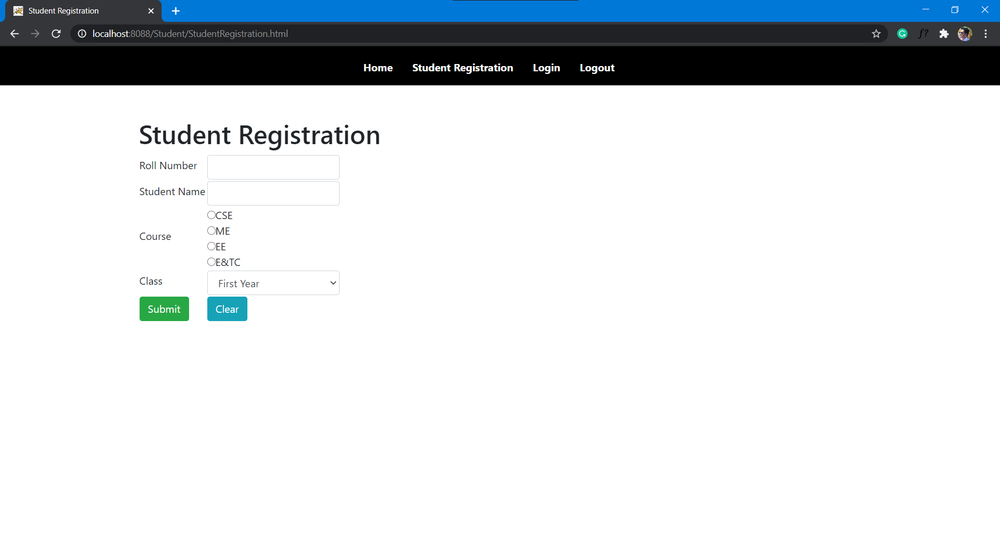 Student Registration
localhost:8088/Student/StudentRegistration.html
f?
Home Student Registration Login Logout
Student Registration
Roll Number
Student Name
CSE
ME
Course
EE
E&TC
Class First Year
Submit Clear